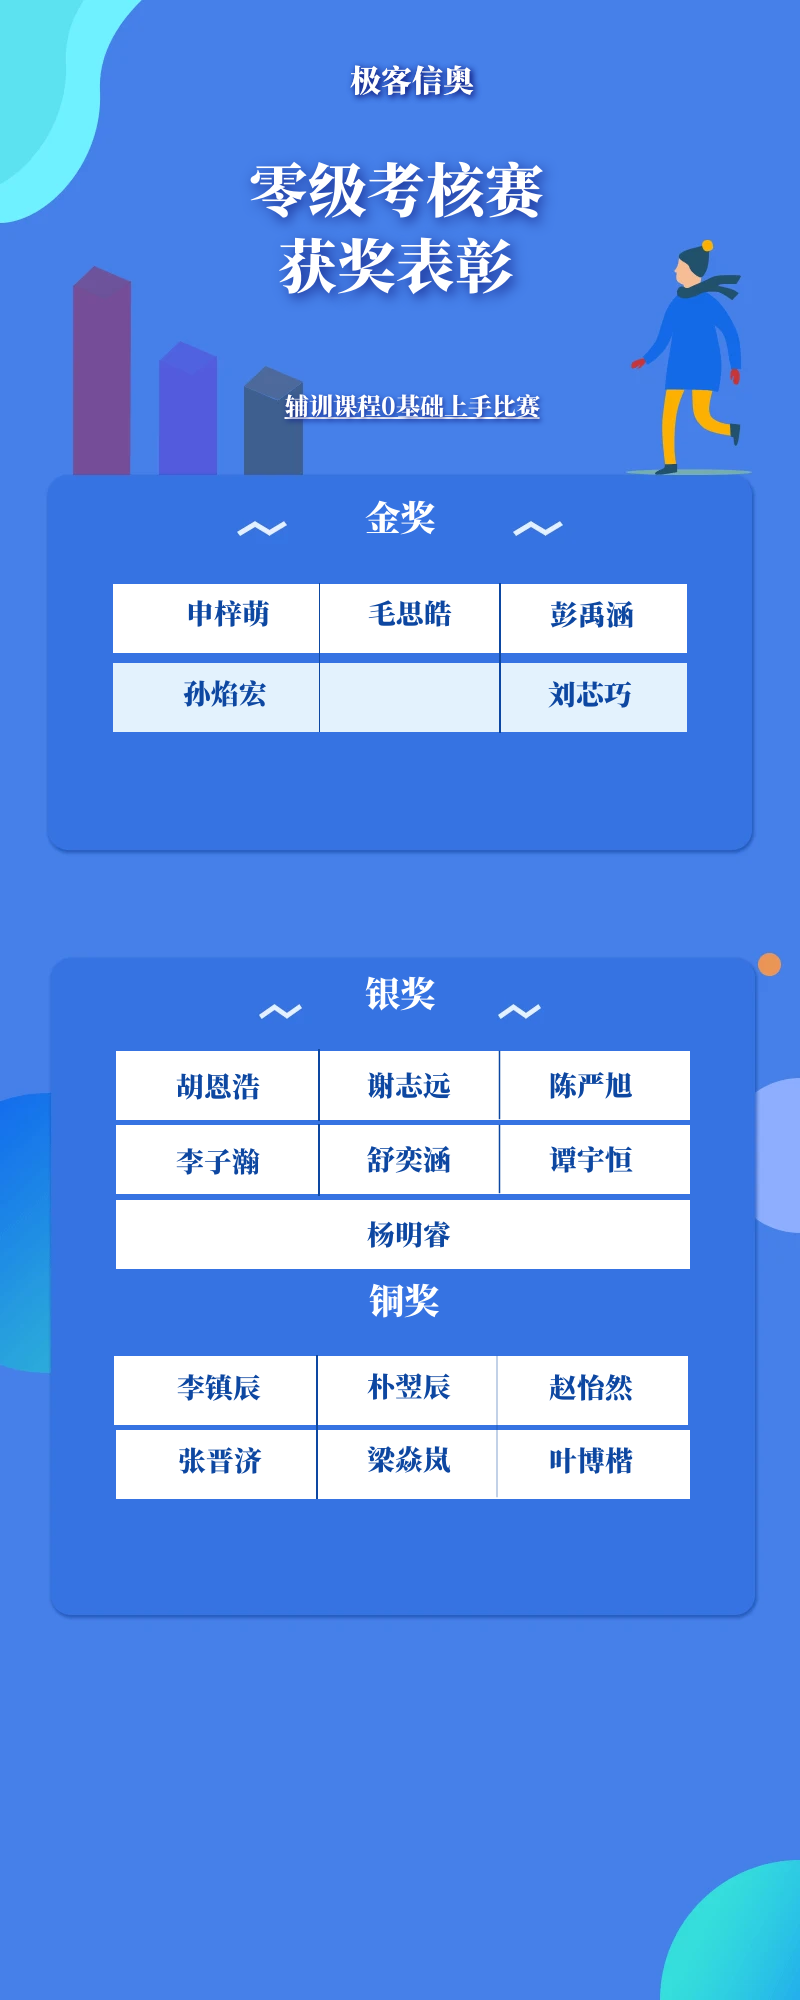 极客信奥
零级考核赛
获奖表彰
辅训课程0基础上手比赛
金奖
申梓萌 毛思皓 彭禹涵
孙焰宏 刘芯巧
银奖
胡恩浩 谢志远 陈严旭
李子瀚 舒奕涵 谭宇恒
杨明睿
铜奖
李镇辰 朴翌辰 赵怡然
张晋济 梁焱岚 叶博楷